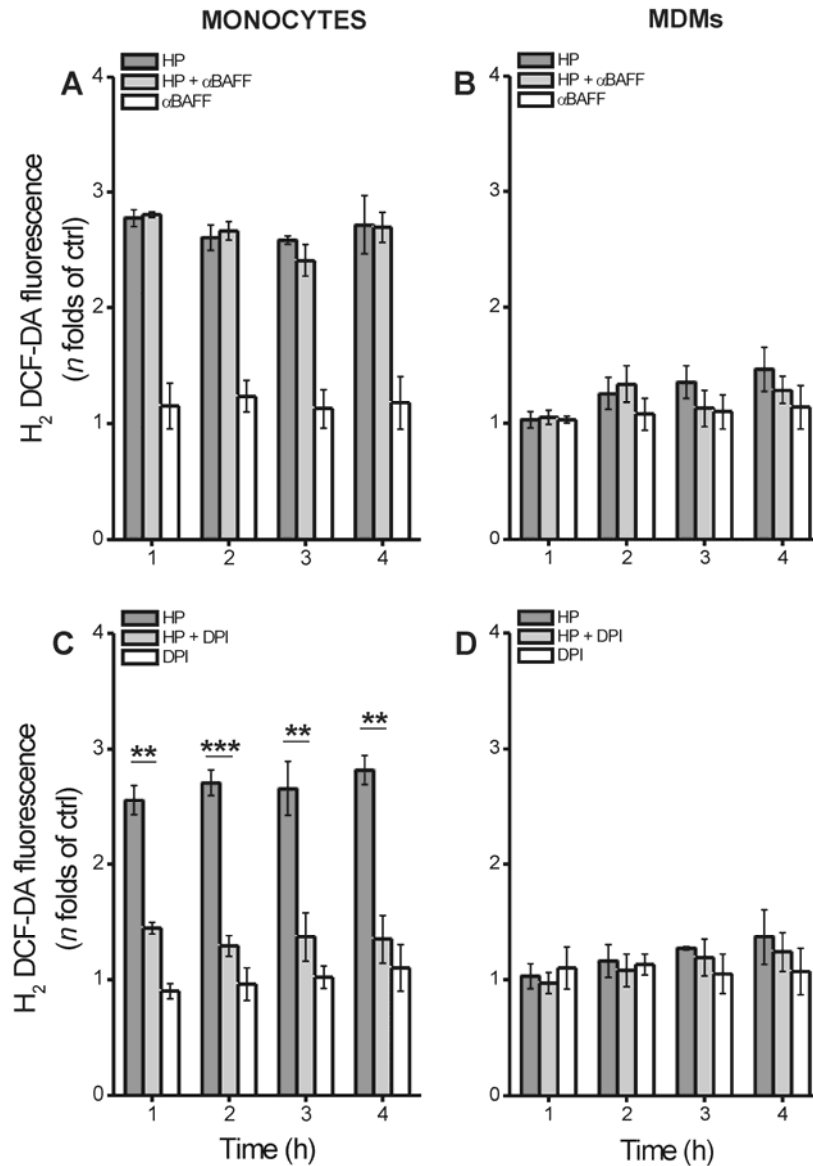 MONOCYTES
MDMs
A
HP
HP + αBAFF
αBAFF
4
3
2
1
0
H₂ DCF-DA fluorescence
(n folds of ctrl)
1 2 3 4
B
HP
HP + αBAFF
αBAFF
4
3
2
1
0
1 2 3 4
C
HP
HP + DPI
DPI
4
3
2
1
0
H₂ DCF-DA fluorescence
(n folds of ctrl)
** *** ** **
1 2 3 4
Time (h)
D
HP
HP + DPI
DPI
4
3
2
1
0
1 2 3 4
Time (h)